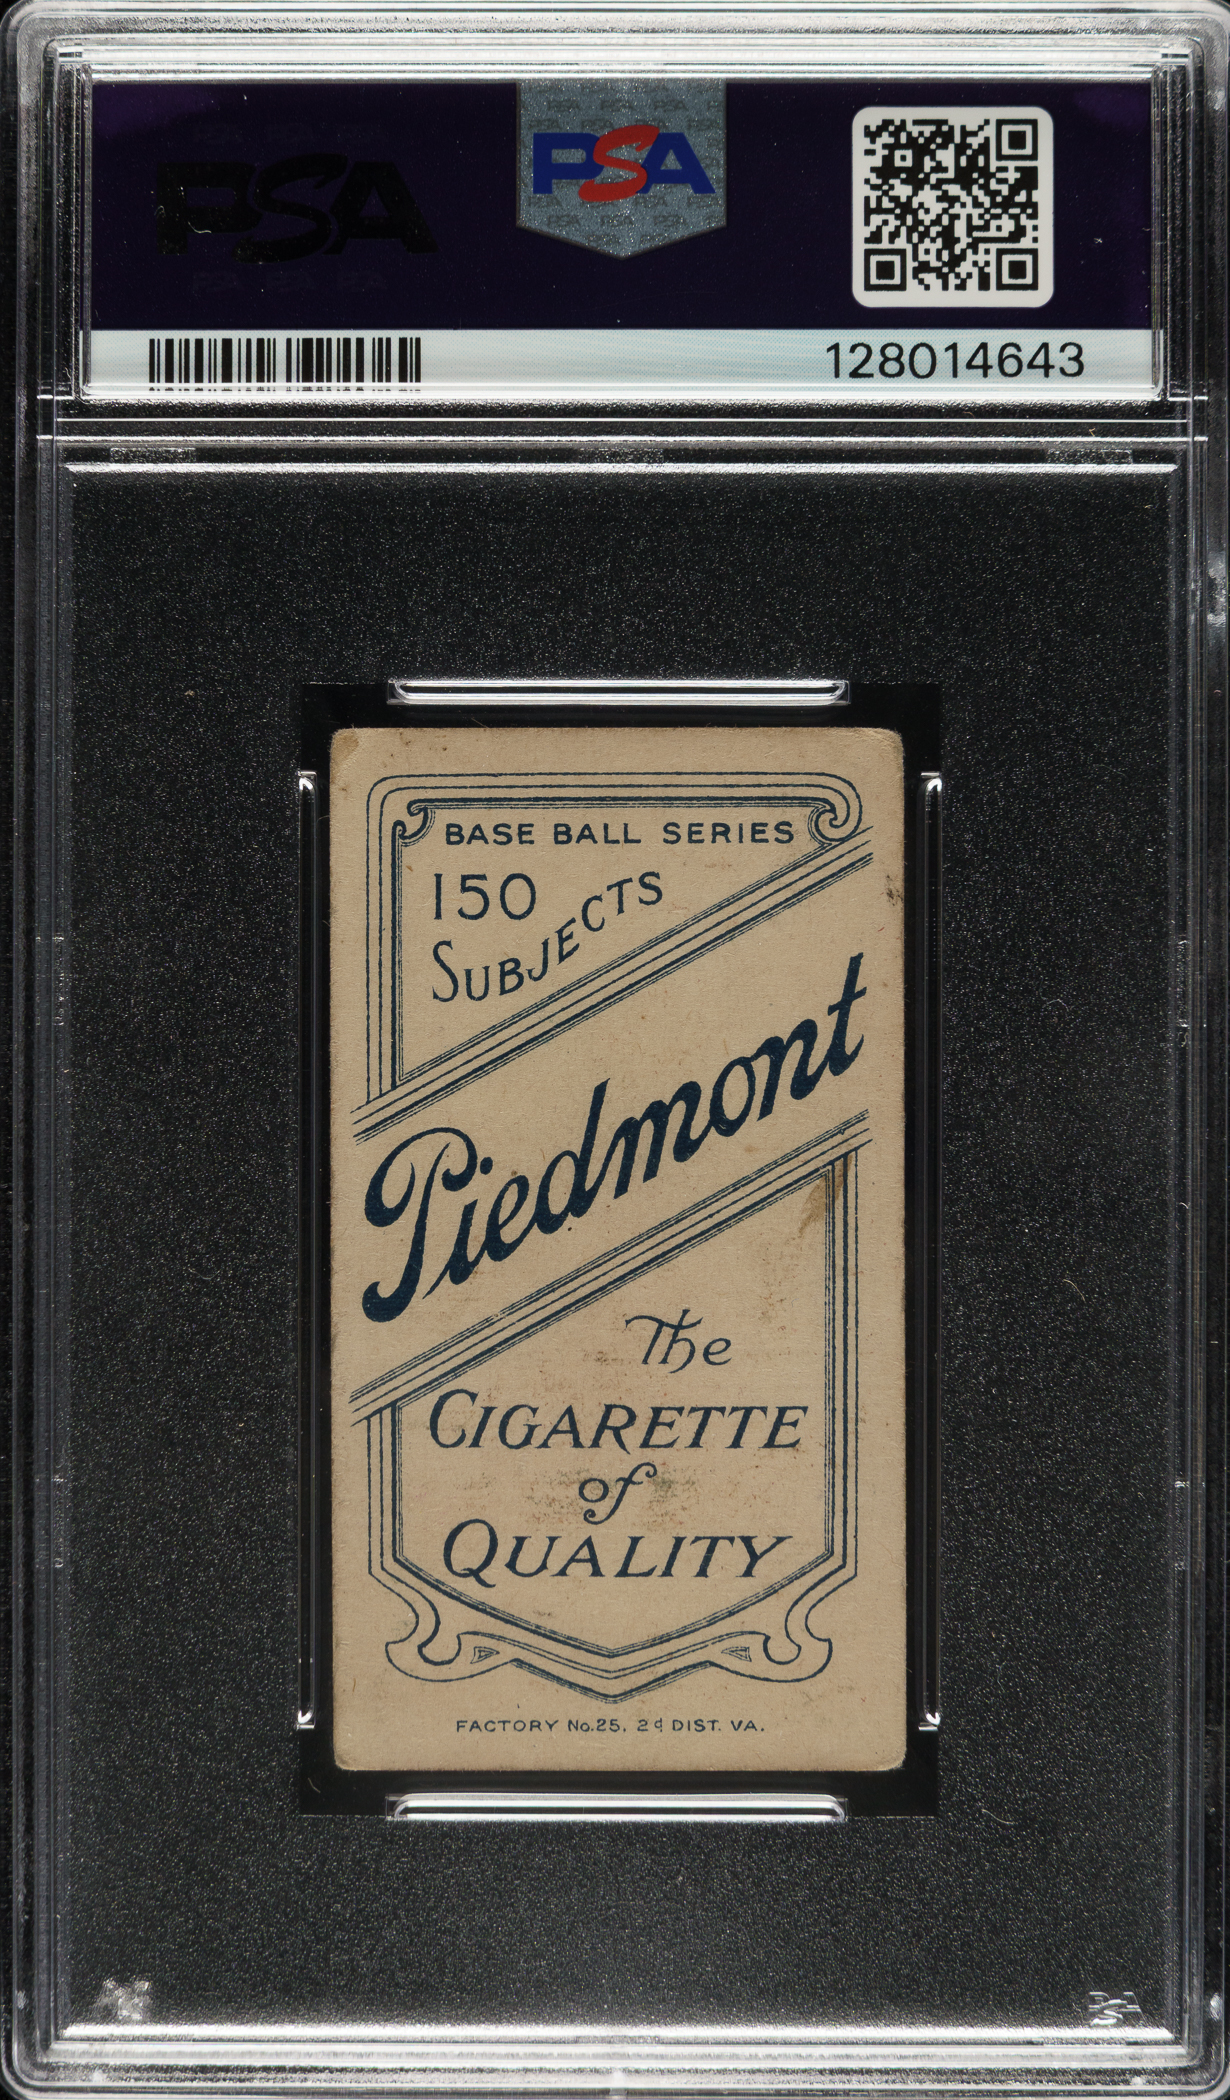 PSA
PSA
128014643
BASE BALL SERIES
150
SUBJECTS
Piedmont
The
CIGARETTE
of
QUALITY
FACTORY No.25, 2d DIST. VA.